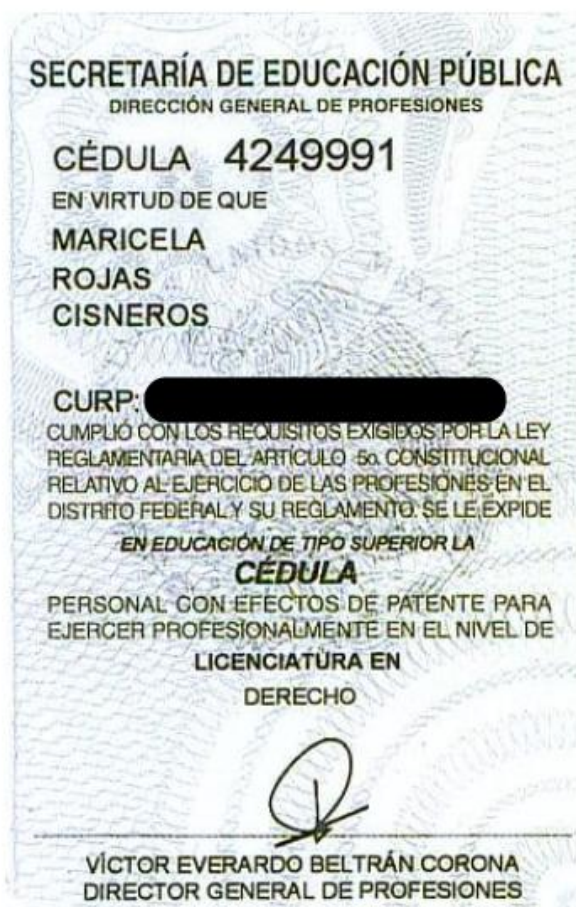 SECRETARÍA DE EDUCACIÓN PÚBLICA
DIRECCIÓN GENERAL DE PROFESIONES
CÉDULA 4249991
EN VIRTUD DE QUE
MARICELA
ROJAS
CISNEROS
CURP:
CUMPLIÓ CON LOS REQUISITOS EXIGIDOS POR LA LEY
REGLAMENTARIA DEL ARTÍCULO 5o. CONSTITUCIONAL
RELATIVO AL EJERCICIO DE LAS PROFESIONES EN EL
DISTRITO FEDERAL Y SU REGLAMENTO SE LE EXPIDE
EN EDUCACIÓN DE TIPO SUPERIOR LA
CÉDULA
PERSONAL CON EFECTOS DE PATENTE PARA
EJERCER PROFESIONALMENTE EN EL NIVEL DE
LICENCIATURA EN
DERECHO
VÍCTOR EVERARDO BELTRÁN CORONA
DIRECTOR GENERAL DE PROFESIONES